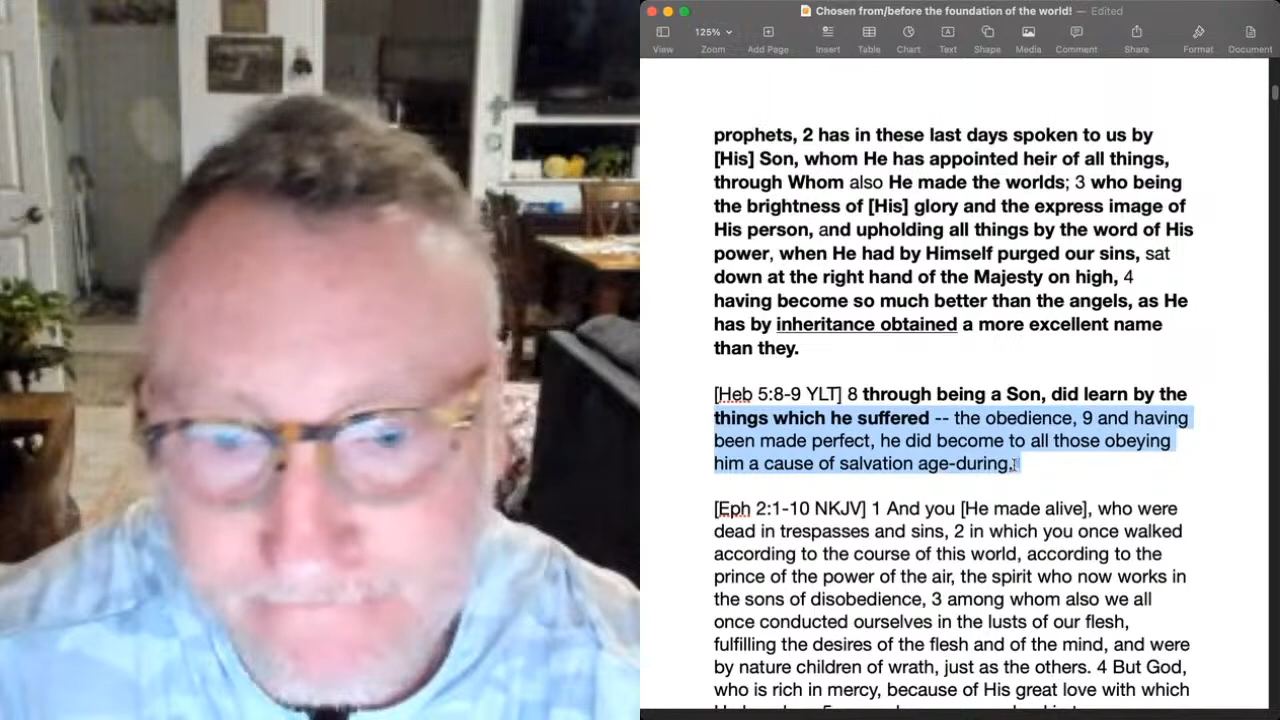 Chosen from/before the foundation of the world! — Edited
125%
View Zoom Add Page Insert Table Chart Text Shape Media Comment Share Format Document
prophets, 2 has in these last days spoken to us by
[His] Son, whom He has appointed heir of all things,
through Whom also He made the worlds; 3 who being
the brightness of [His] glory and the express image of
His person, and upholding all things by the word of His
power, when He had by Himself purged our sins, sat
down at the right hand of the Majesty on high, 4
having become so much better than the angels, as He
has by inheritance obtained a more excellent name
than they.
[Heb 5:8-9 YLT] 8 through being a Son, did learn by the
things which he suffered -- the obedience, 9 and having
been made perfect, he did become to all those obeying
him a cause of salvation age-during,
[Eph 2:1-10 NKJV] 1 And you [He made alive], who were
dead in trespasses and sins, 2 in which you once walked
according to the course of this world, according to the
prince of the power of the air, the spirit who now works in
the sons of disobedience, 3 among whom also we all
once conducted ourselves in the lusts of our flesh,
fulfilling the desires of the flesh and of the mind, and were
by nature children of wrath, just as the others. 4 But God,
who is rich in mercy, because of His great love with which